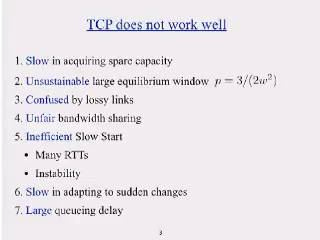 TCP does not work well
1. Slow in acquiring spare capacity
2. Unsustainable large equilibrium window p = 3/(2w²)
3. Confused by lossy links
4. Unfair bandwidth sharing
5. Inefficient Slow Start
• Many RTTs
• Instability
6. Slow in adapting to sudden changes
7. Large queueing delay
3